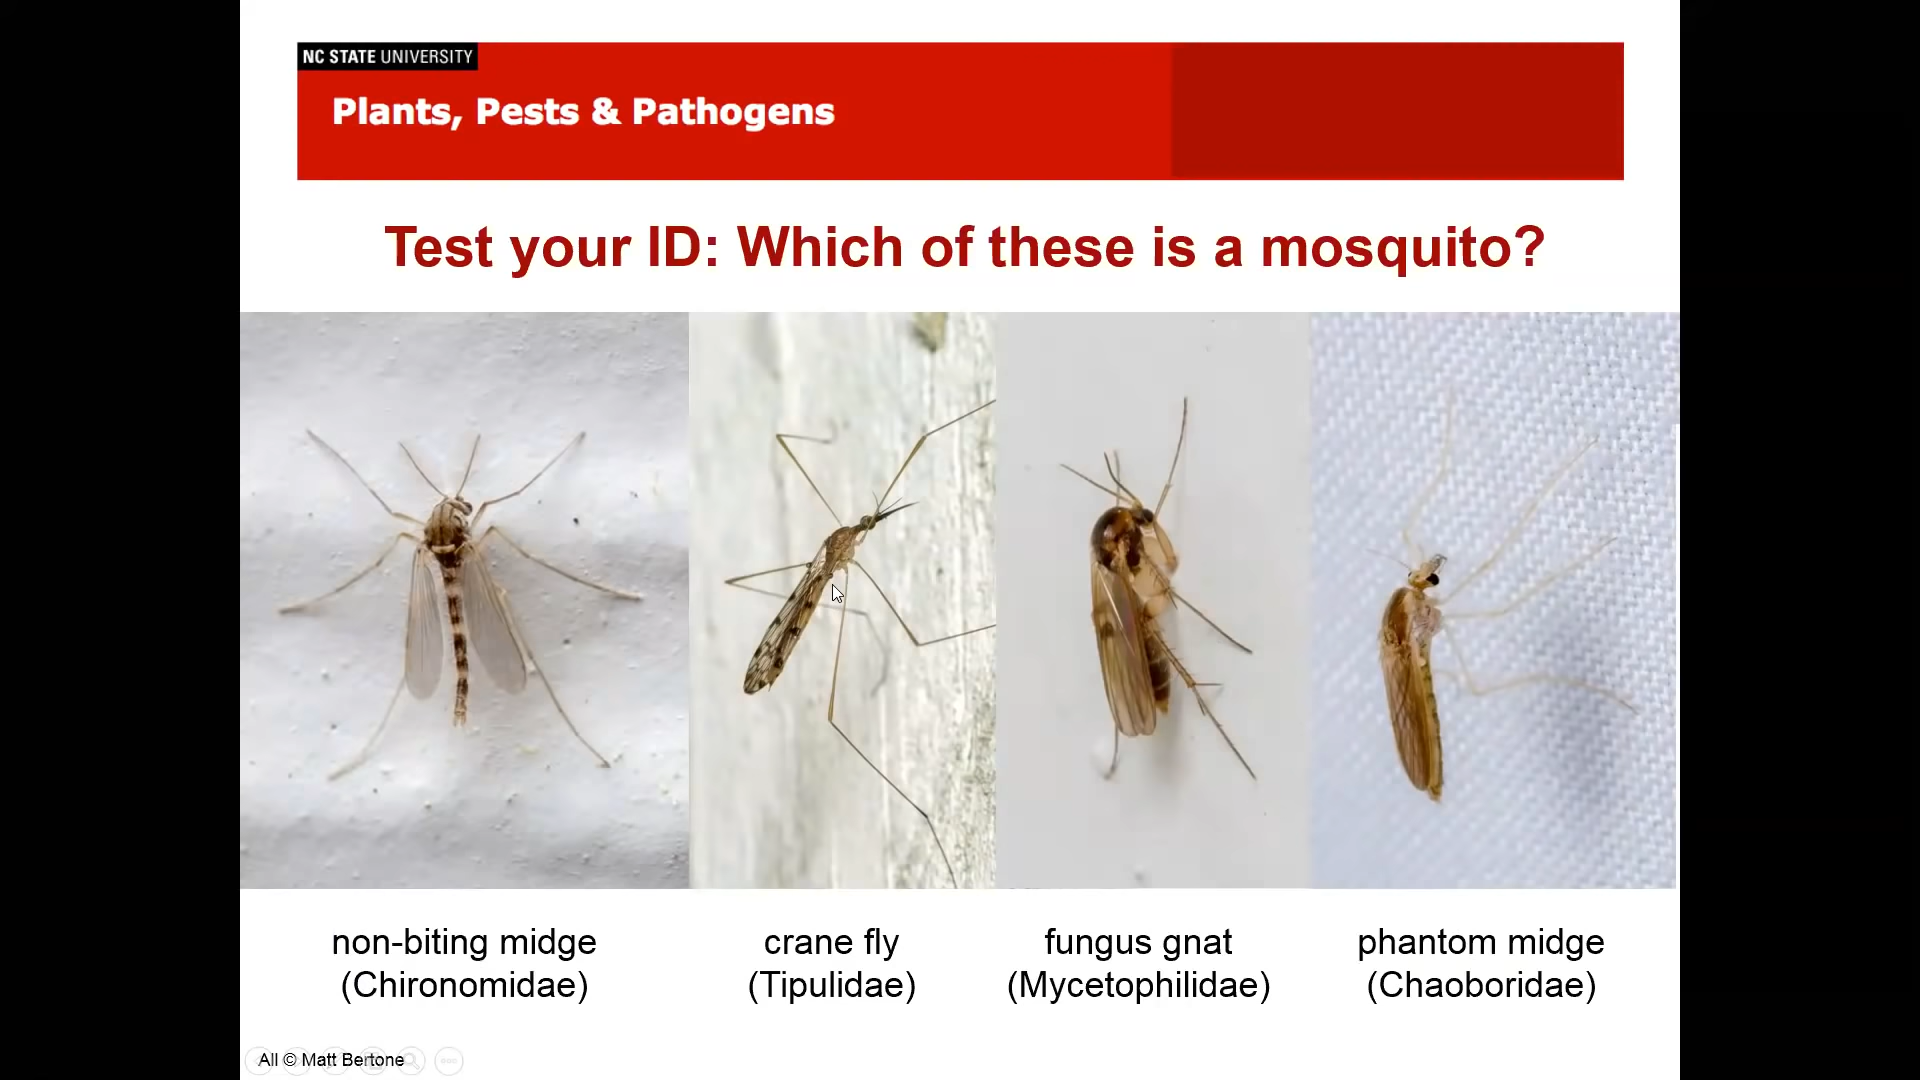 NC STATE UNIVERSITY
Plants, Pests & Pathogens
Test your ID: Which of these is a mosquito?
non-biting midge
(Chironomidae)
crane fly
(Tipulidae)
fungus gnat
(Mycetophilidae)
phantom midge
(Chaoboridae)
All © Matt Bertone